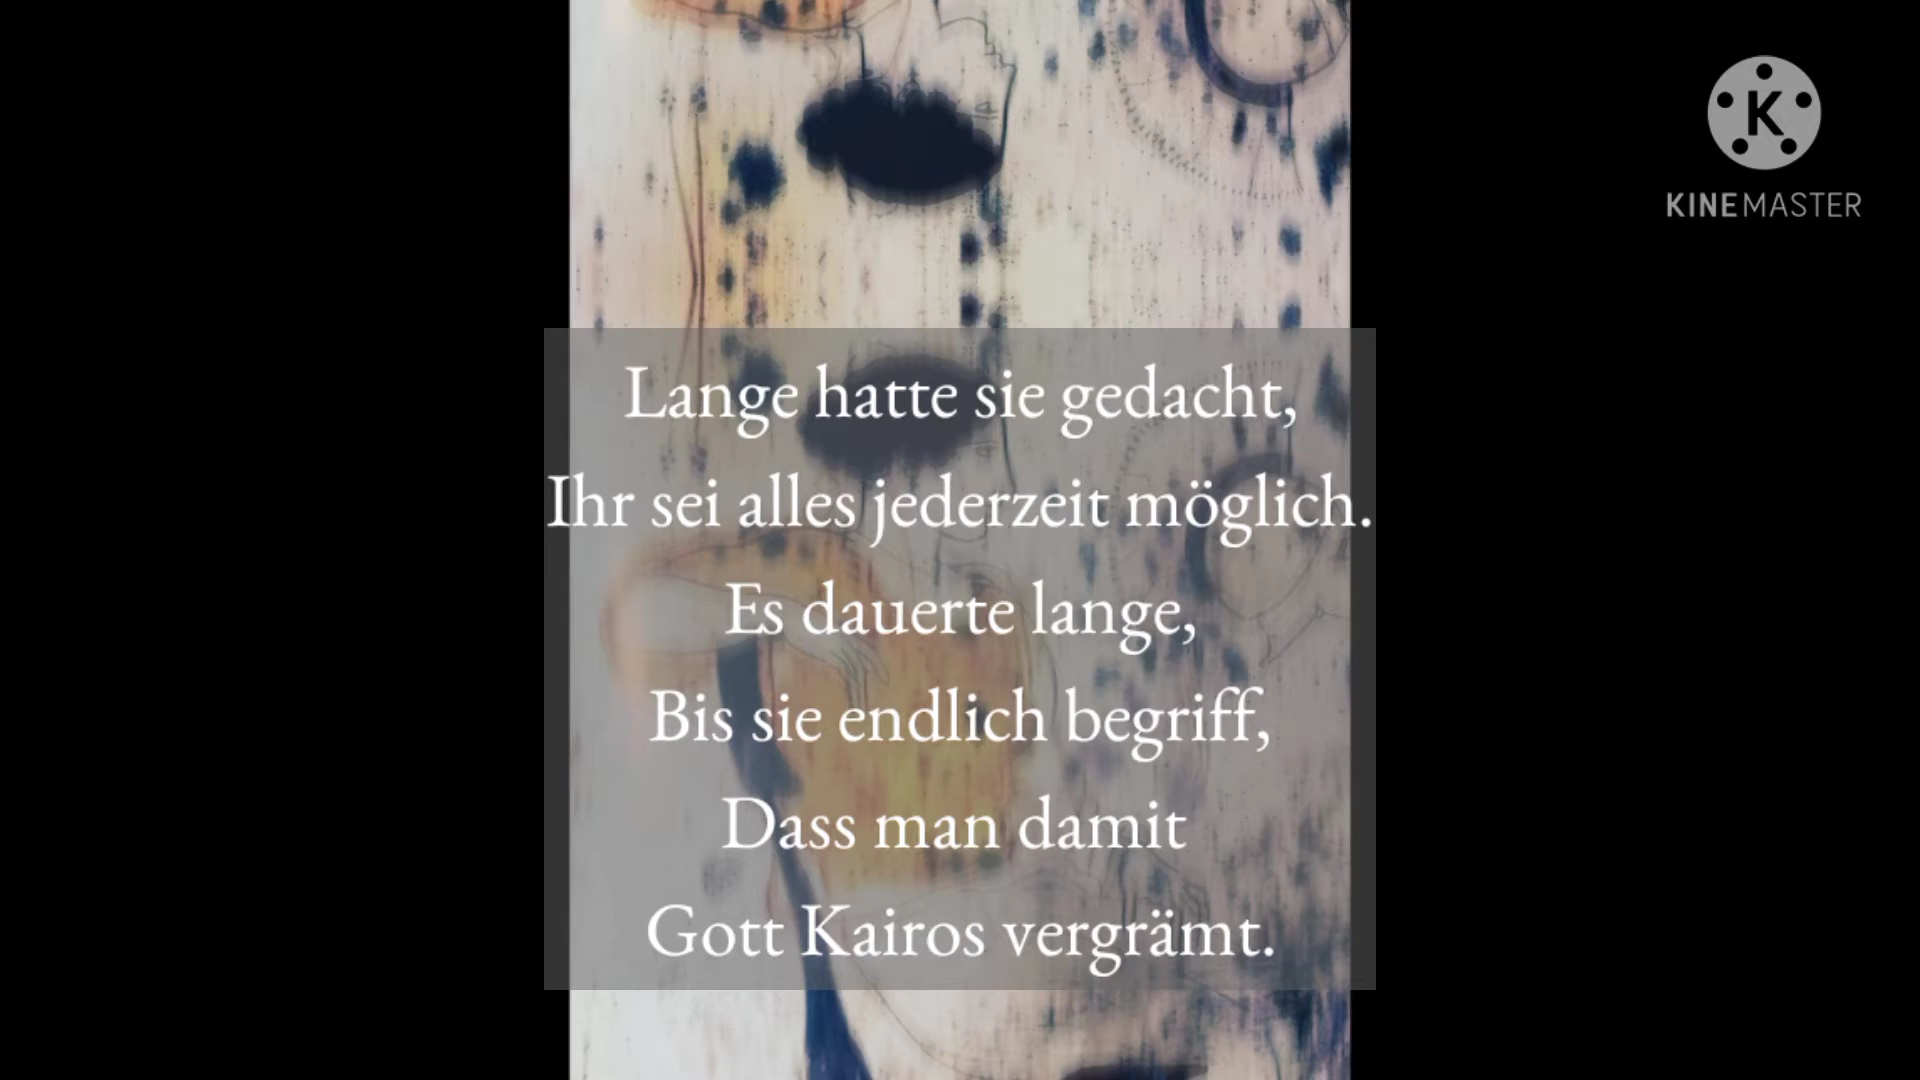 K
KINEMASTER
Lange hatte sie gedacht,
Ihr sei alles jederzeit möglich.
Es dauerte lange,
Bis sie endlich begriff,
Dass man damit
Gott Kairos vergrämt.